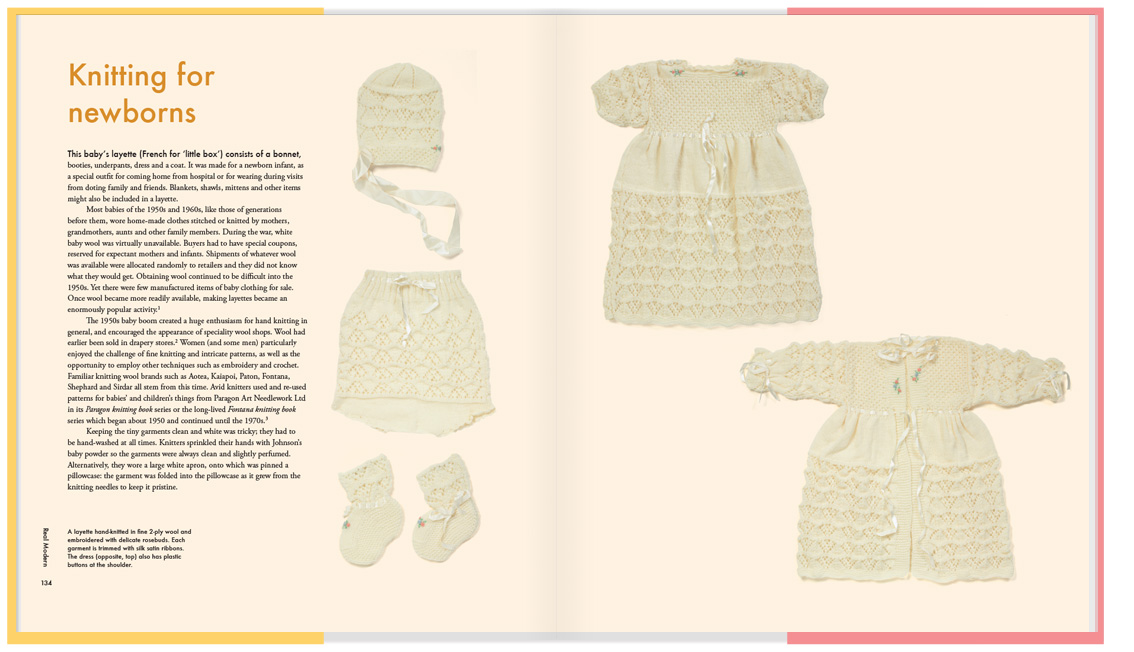 Knitting for
newborns
This baby's layette (French for 'little box') consists of a bonnet,
booties, underpants, dress and a coat. It was made for a newborn infant, as
a special outfit for coming home from hospital or for wearing during visits
from doting family and friends. Blankets, shawls, mittens and other items
might also be included in a layette.
Most babies of the 1950s and 1960s, like those of generations
before them, wore home-made clothes stitched or knitted by mothers,
grandmothers, aunts and other family members. During the war, white
baby wool was virtually unavailable. Buyers had to have special coupons,
reserved for expectant mothers and infants. Shipments of whatever wool
was available were allocated randomly to retailers and they did not know
what they would get. Obtaining wool continued to be difficult into the
1950s. Yet there were few manufactured items of baby clothing for sale.
Once wool became more readily available, making layettes became an
enormously popular activity.¹
The 1950s baby boom created a huge enthusiasm for hand knitting in
general, and encouraged the appearance of speciality wool shops. Wool had
earlier been sold in drapery stores.² Women (and some men) particularly
enjoyed the challenge of fine knitting and intricate patterns, as well as the
opportunity to employ other techniques such as embroidery and crochet.
Familiar knitting wool brands such as Aotea, Kaiapoi, Paton, Fontana,
Shephard and Sirdar all stem from this time. Avid knitters used and re-used
patterns for babies' and children's things from Paragon Art Needlework Ltd
in its Paragon knitting book series or the long-lived Fontana knitting book
series which began about 1950 and continued until the 1970s.³
Keeping the tiny garments clean and white was tricky; they had to
be hand-washed at all times. Knitters sprinkled their hands with Johnson's
baby powder so the garments were always clean and slightly perfumed.
Alternatively, they wore a large white apron, onto which was pinned a
pillowcase: the garment was folded into the pillowcase as it grew from the
knitting needles to keep it pristine.
A layette hand-knitted in fine 2-ply wool and
embroidered with delicate rosebuds. Each
garment is trimmed with silk satin ribbons.
The dress (opposite, top) also has plastic
buttons at the shoulder.
Real Modern
134